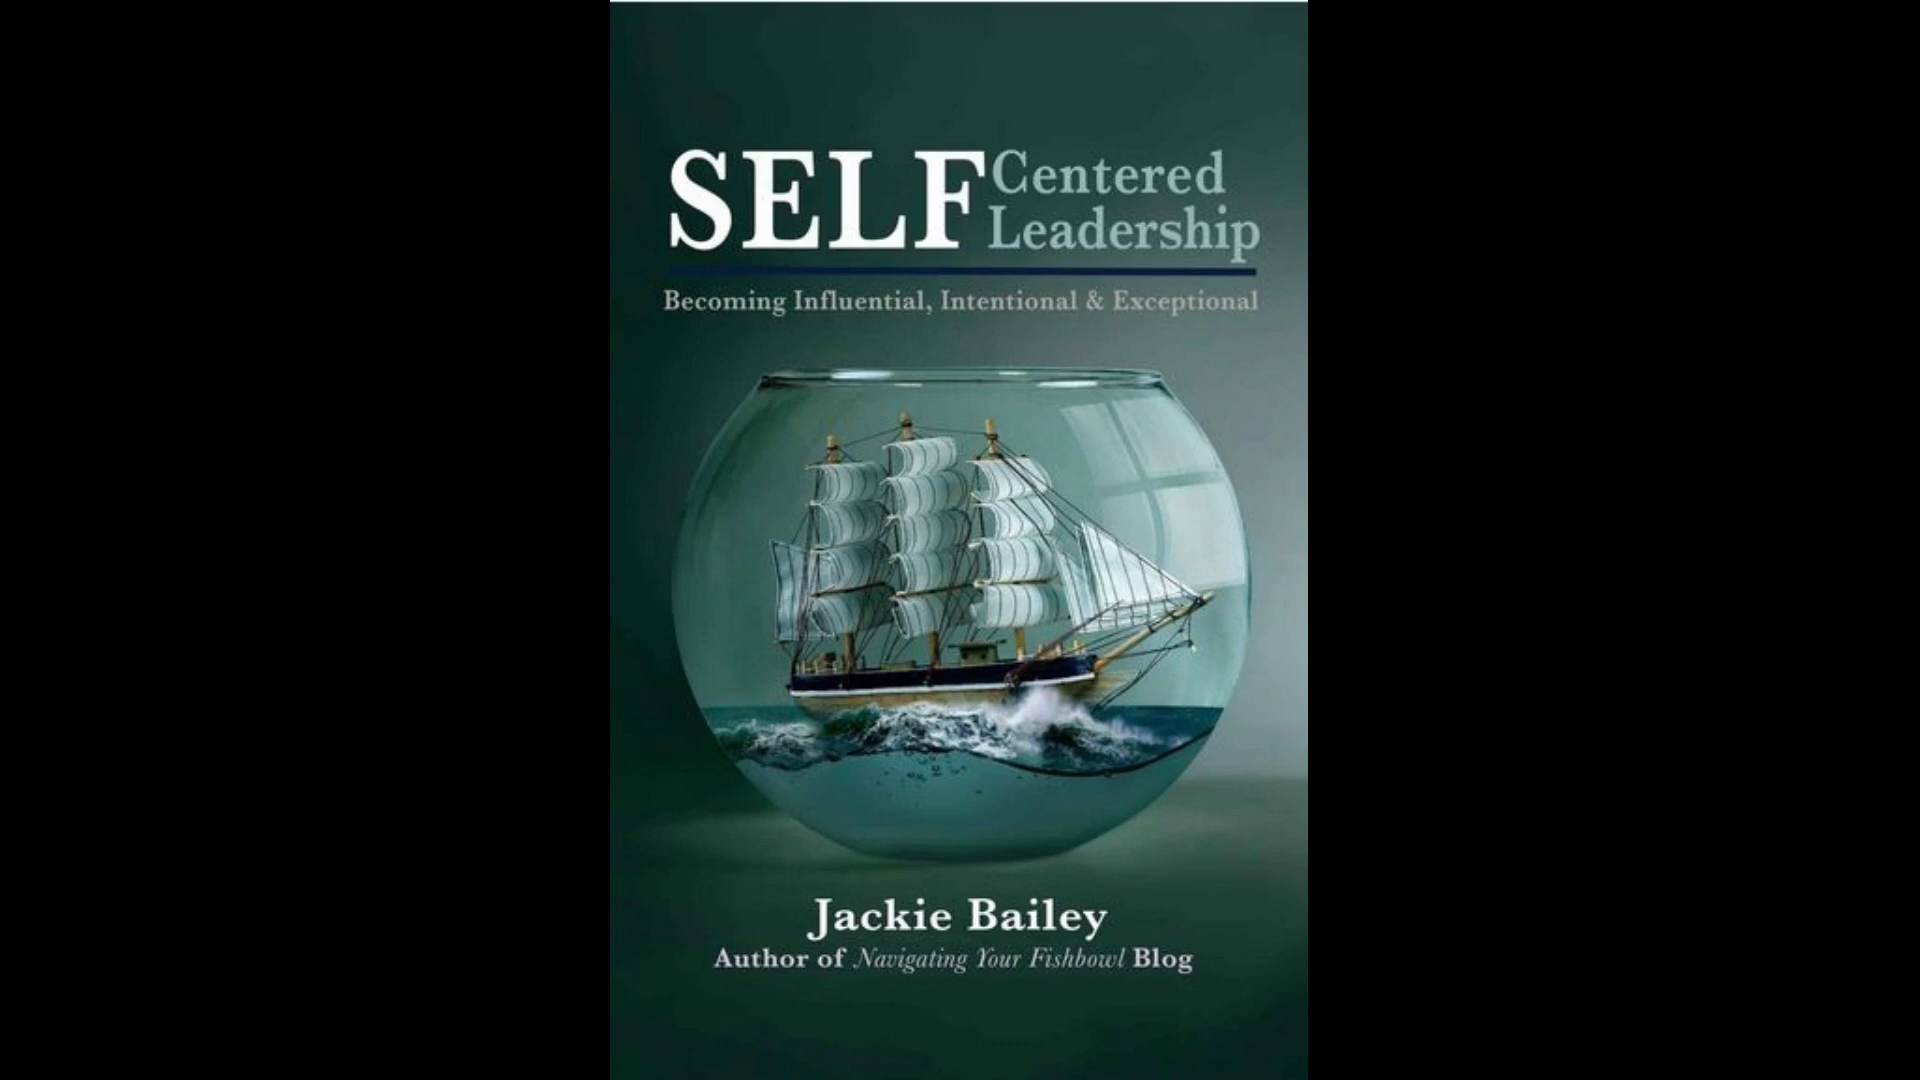 SELF Centered
Leadership
Becoming Influential, Intentional & Exceptional
Jackie Bailey
Author of Navigating Your Fishbowl Blog